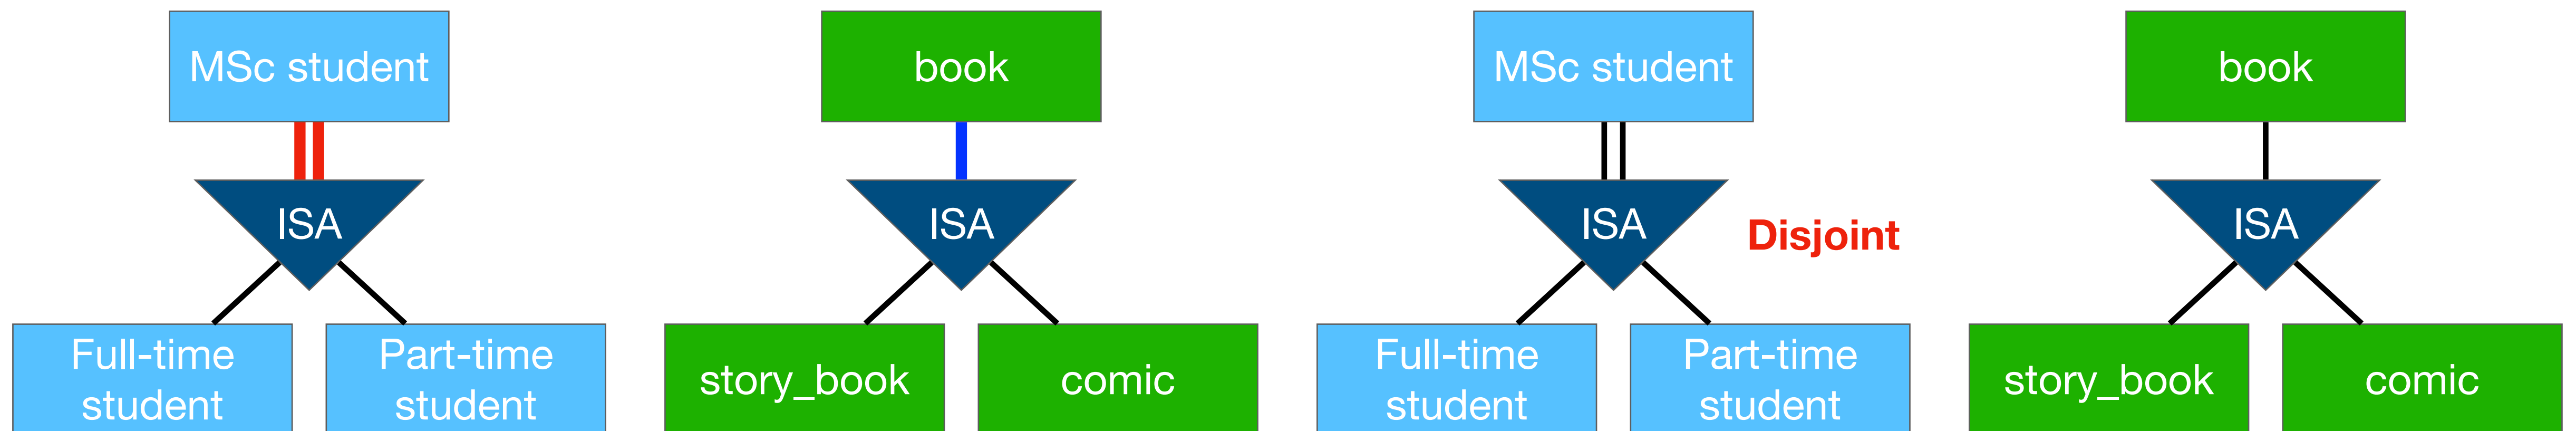 MSc student
ISA
Full-time
student
Part-time
student
book
ISA
story_book
comic
MSc student
ISA
Disjoint
Full-time
student
Part-time
student
book
ISA
story_book
comic